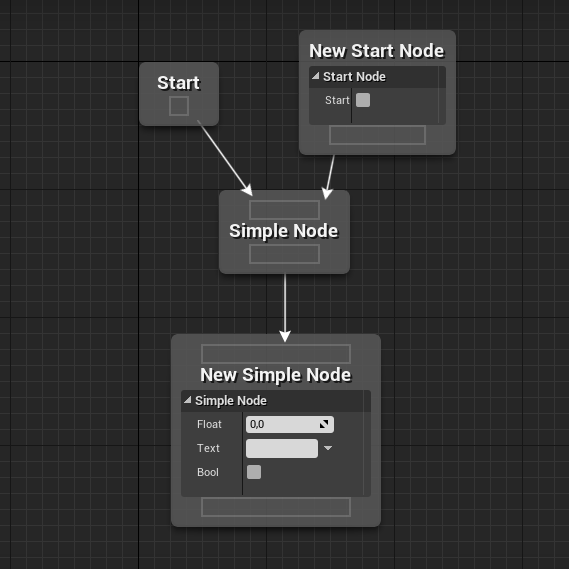 Start
New Start Node
Start Node
Start
Simple Node
New Simple Node
Simple Node
Float 0,0
Text
Bool